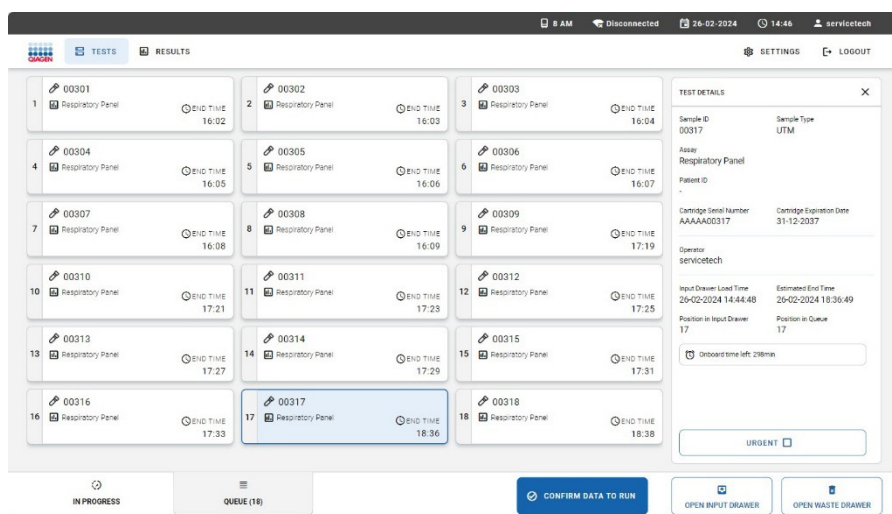 8 AM Disconnected 26-02-2024 14:46 servicetech
QIAGEN TESTS RESULTS SETTINGS LOGOUT
1 00301 Respiratory Panel END TIME 16:02
2 00302 Respiratory Panel END TIME 16:03
3 00303 Respiratory Panel END TIME 16:04
4 00304 Respiratory Panel END TIME 16:05
5 00305 Respiratory Panel END TIME 16:06
6 00306 Respiratory Panel END TIME 16:07
7 00307 Respiratory Panel END TIME 16:08
8 00308 Respiratory Panel END TIME 16:09
9 00309 Respiratory Panel END TIME 17:19
10 00310 Respiratory Panel END TIME 17:21
11 00311 Respiratory Panel END TIME 17:23
12 00312 Respiratory Panel END TIME 17:25
13 00313 Respiratory Panel END TIME 17:27
14 00314 Respiratory Panel END TIME 17:29
15 00315 Respiratory Panel END TIME 17:31
16 00316 Respiratory Panel END TIME 17:33
17 00317 Respiratory Panel END TIME 18:36
18 00318 Respiratory Panel END TIME 18:38
TEST DETAILS
Sample ID Sample Type
00317 UTM
Assay
Respiratory Panel
Patient ID
-
Cartridge Serial Number Cartridge Expiration Date
AAAAA00317 31-12-2037
Operator
servicetech
Input Drawer Load Time Estimated End Time
26-02-2024 14:44:48 26-02-2024 18:36:49
Position in Input Drawer Position in Queue
17 17
Onboard time left: 298min
URGENT
IN PROGRESS QUEUE (18) CONFIRM DATA TO RUN OPEN INPUT DRAWER OPEN WASTE DRAWER